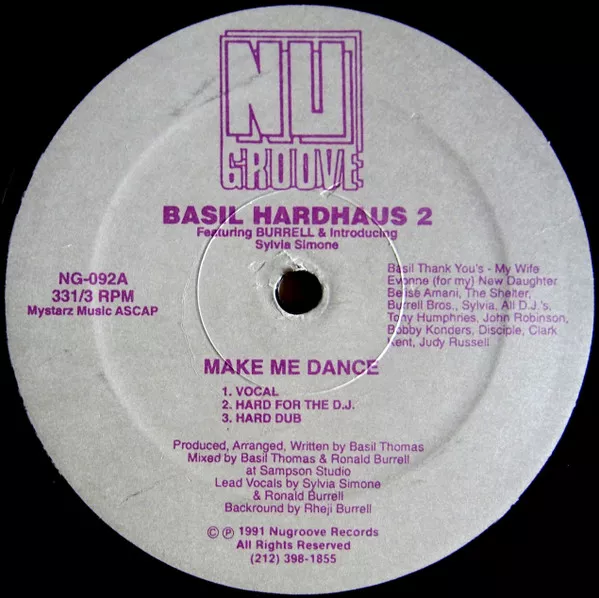 NU
GROOVE
BASIL HARDHAUS 2
Featuring BURRELL & Introducing
Sylvia Simone
NG-092A
331/3 RPM
Mystarz Music ASCAP
Basil Thank You's - My Wife
Evonne (for my) New Daughter
Belise Amani, The Shelter,
Burrell Bros., Sylvia, All D.J.'s,
Tony Humphries, John Robinson,
Bobby Konders, Disciple, Clark
Kent, Judy Russell
MAKE ME DANCE
1. VOCAL
2. HARD FOR THE D.J.
3. HARD DUB
Produced, Arranged, Written by Basil Thomas
Mixed by Basil Thomas & Ronald Burrell
at Sampson Studio
Lead Vocals by Sylvia Simone
& Ronald Burrell
Backround by Rheji Burrell
© ℗ 1991 Nugroove Records
All Rights Reserved
(212) 398-1855